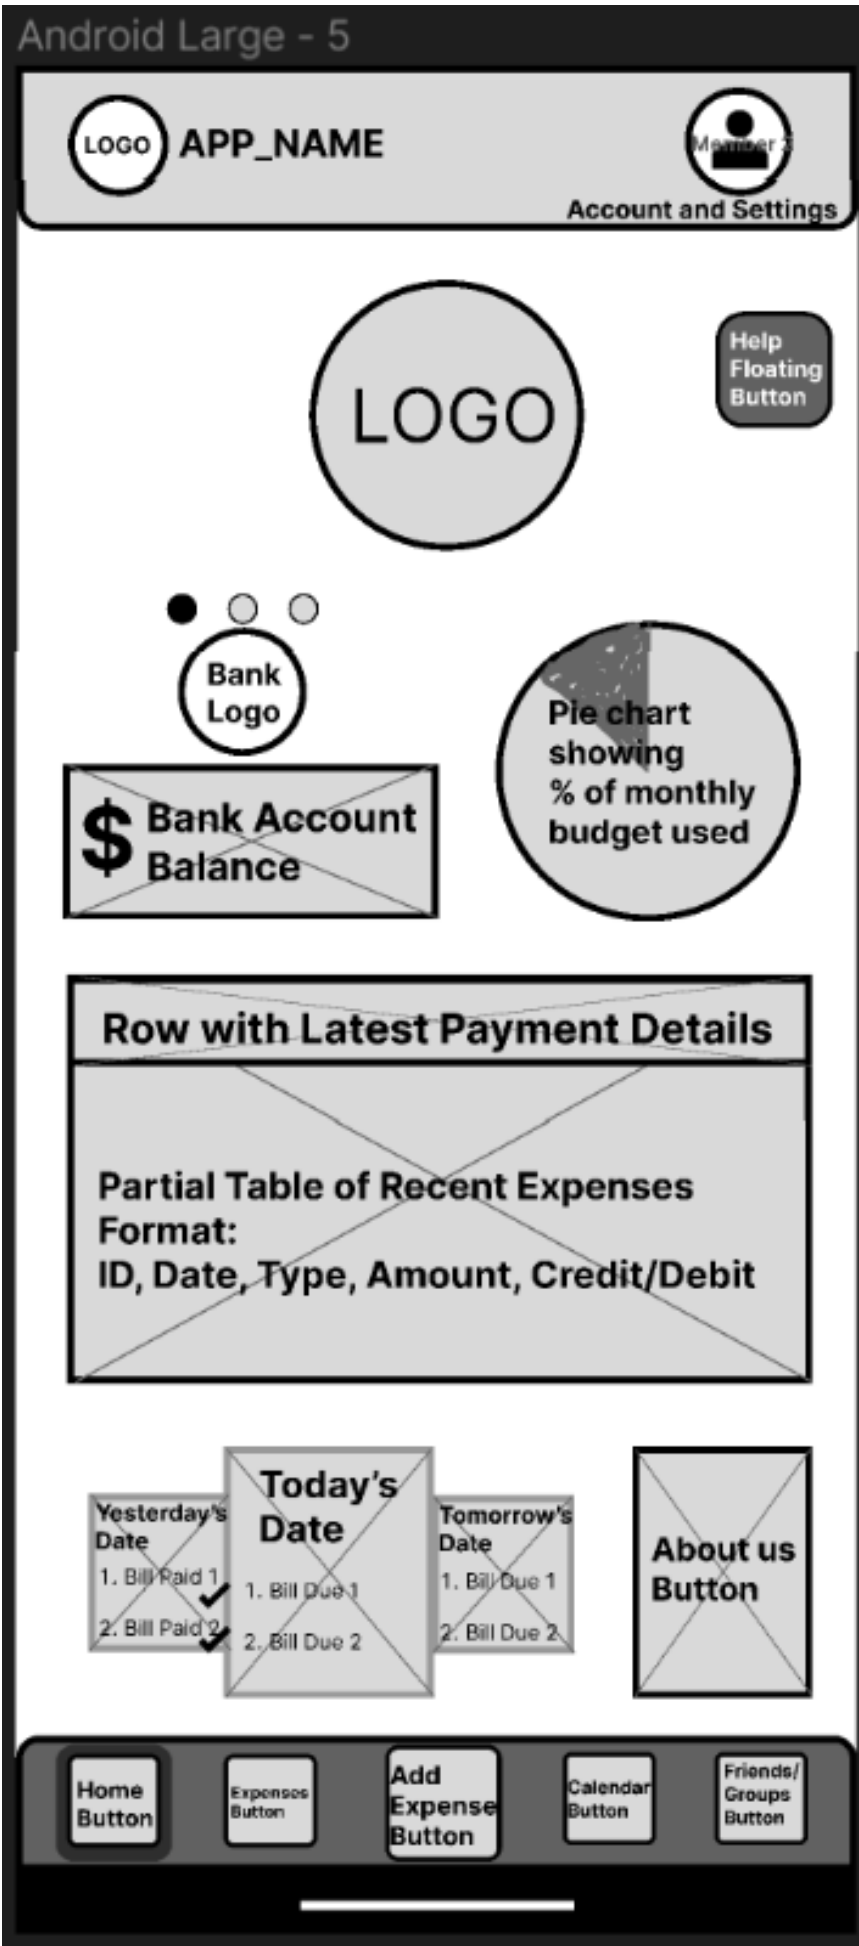 Android Large - 5
LOGO
APP_NAME
Member 3
Account and Settings
LOGO
Help
Floating
Button
Bank
Logo
$
Bank Account
Balance
Pie chart
showing
% of monthly
budget used
Row with Latest Payment Details
Partial Table of Recent Expenses
Format:
ID, Date, Type, Amount, Credit/Debit
Yesterday's
Date
1. Bill Paid 1
2. Bill Paid 2
Today's
Date
1. Bill Due 1
2. Bill Due 2
Tomorrow's
Date
1. Bill Due 1
2. Bill Due 2
About us
Button
Home
Button
Expenses
Button
Add
Expense
Button
Calendar
Button
Friends/
Groups
Button